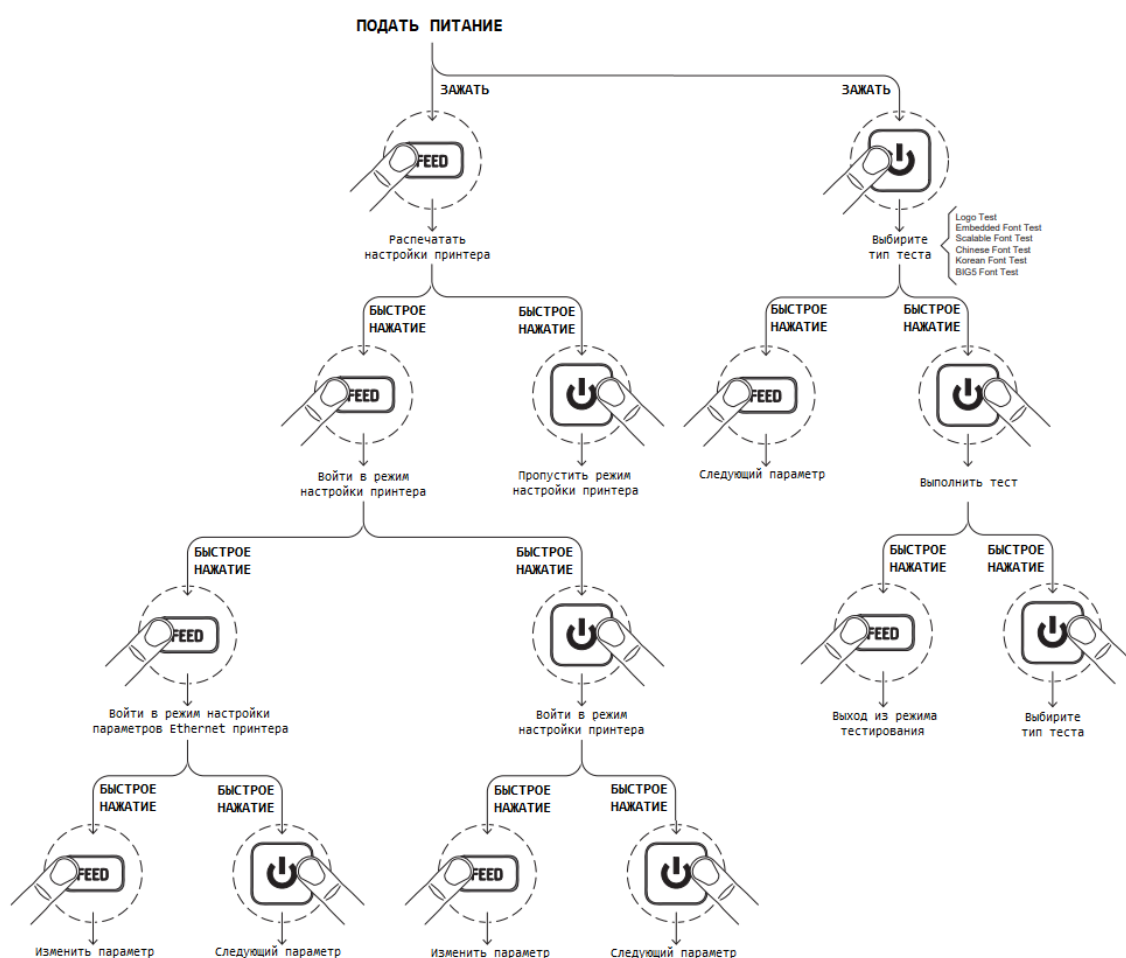 ПОДАТЬ ПИТАНИЕ
ЗАЖАТЬ
ЗАЖАТЬ
FEED
Распечатать
настройки принтера
Выбирите
тип теста
Logo Test
Embedded Font Test
Scalable Font Test
Chinese Font Test
Korean Font Test
BIG5 Font Test
БЫСТРОЕ
НАЖАТИЕ
БЫСТРОЕ
НАЖАТИЕ
БЫСТРОЕ
НАЖАТИЕ
БЫСТРОЕ
НАЖАТИЕ
FEED
FEED
Войти в режим
настройки принтера
Пропустить режим
настройки принтера
Следующий параметр
Выполнить тест
БЫСТРОЕ
НАЖАТИЕ
БЫСТРОЕ
НАЖАТИЕ
БЫСТРОЕ
НАЖАТИЕ
БЫСТРОЕ
НАЖАТИЕ
FEED
FEED
Войти в режим настройки
параметров Ethernet принтера
Войти в режим
настройки принтера
Выход из режима
тестирования
Выбирите
тип теста
БЫСТРОЕ
НАЖАТИЕ
БЫСТРОЕ
НАЖАТИЕ
БЫСТРОЕ
НАЖАТИЕ
БЫСТРОЕ
НАЖАТИЕ
FEED
FEED
Изменить параметр
Следующий параметр
Изменить параметр
Следующий параметр